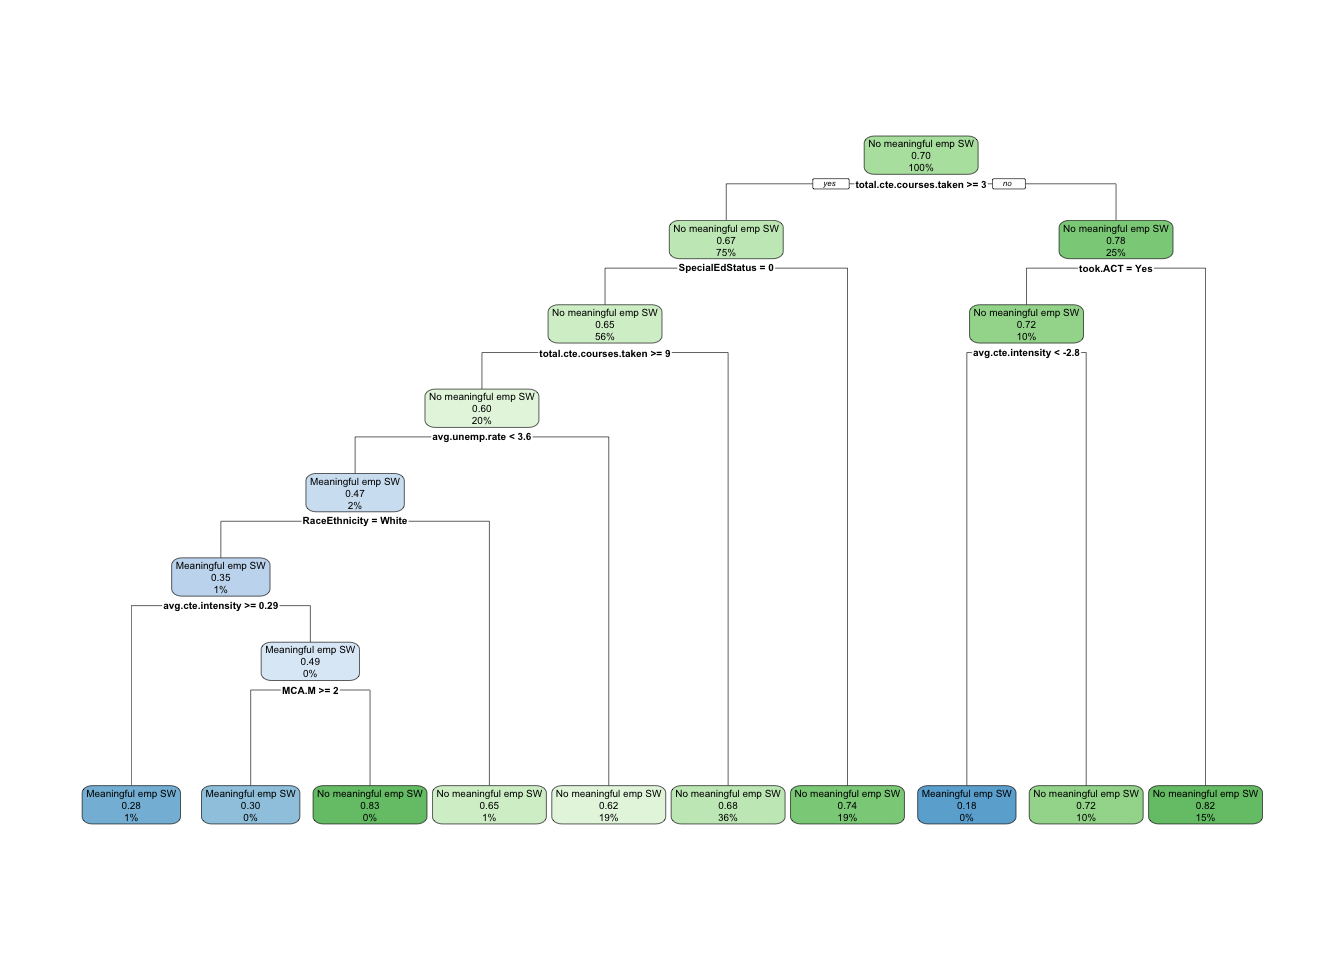 No meaningful emp SW
0.70
100%
yes
total.cte.courses.taken >= 3
no
No meaningful emp SW
0.67
75%
No meaningful emp SW
0.78
25%
SpecialEdStatus = 0
took.ACT = Yes
No meaningful emp SW
0.65
56%
No meaningful emp SW
0.72
10%
total.cte.courses.taken >= 9
avg.cte.intensity < -2.8
No meaningful emp SW
0.60
20%
avg.unemp.rate < 3.6
Meaningful emp SW
0.47
2%
RaceEthnicity = White
Meaningful emp SW
0.35
1%
avg.cte.intensity >= 0.29
Meaningful emp SW
0.49
0%
MCA.M >= 2
Meaningful emp SW
0.28
1%
Meaningful emp SW
0.30
0%
No meaningful emp SW
0.83
0%
No meaningful emp SW
0.65
1%
No meaningful emp SW
0.62
19%
No meaningful emp SW
0.68
36%
No meaningful emp SW
0.74
19%
Meaningful emp SW
0.18
0%
No meaningful emp SW
0.72
10%
No meaningful emp SW
0.82
15%